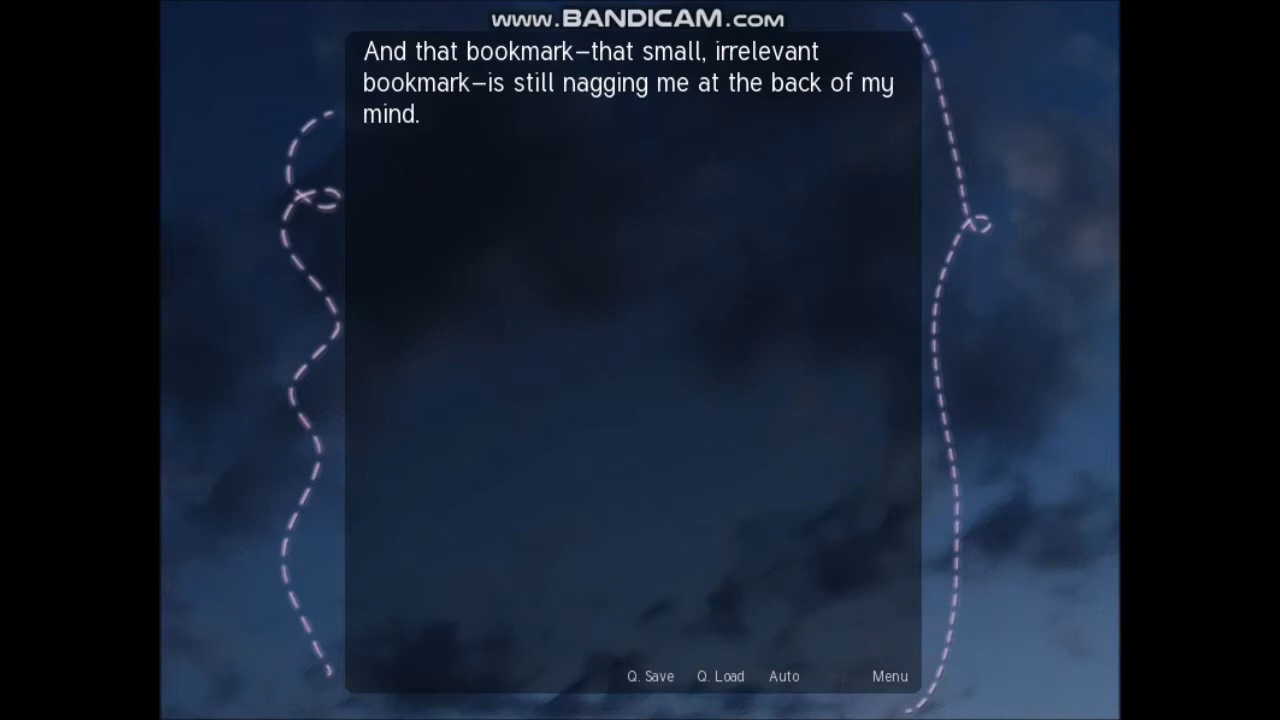 www.BANDICAM.com
And that bookmark–that small, irrelevant
bookmark–is still nagging me at the back of my
mind.
Q. Save Q. Load Auto Menu